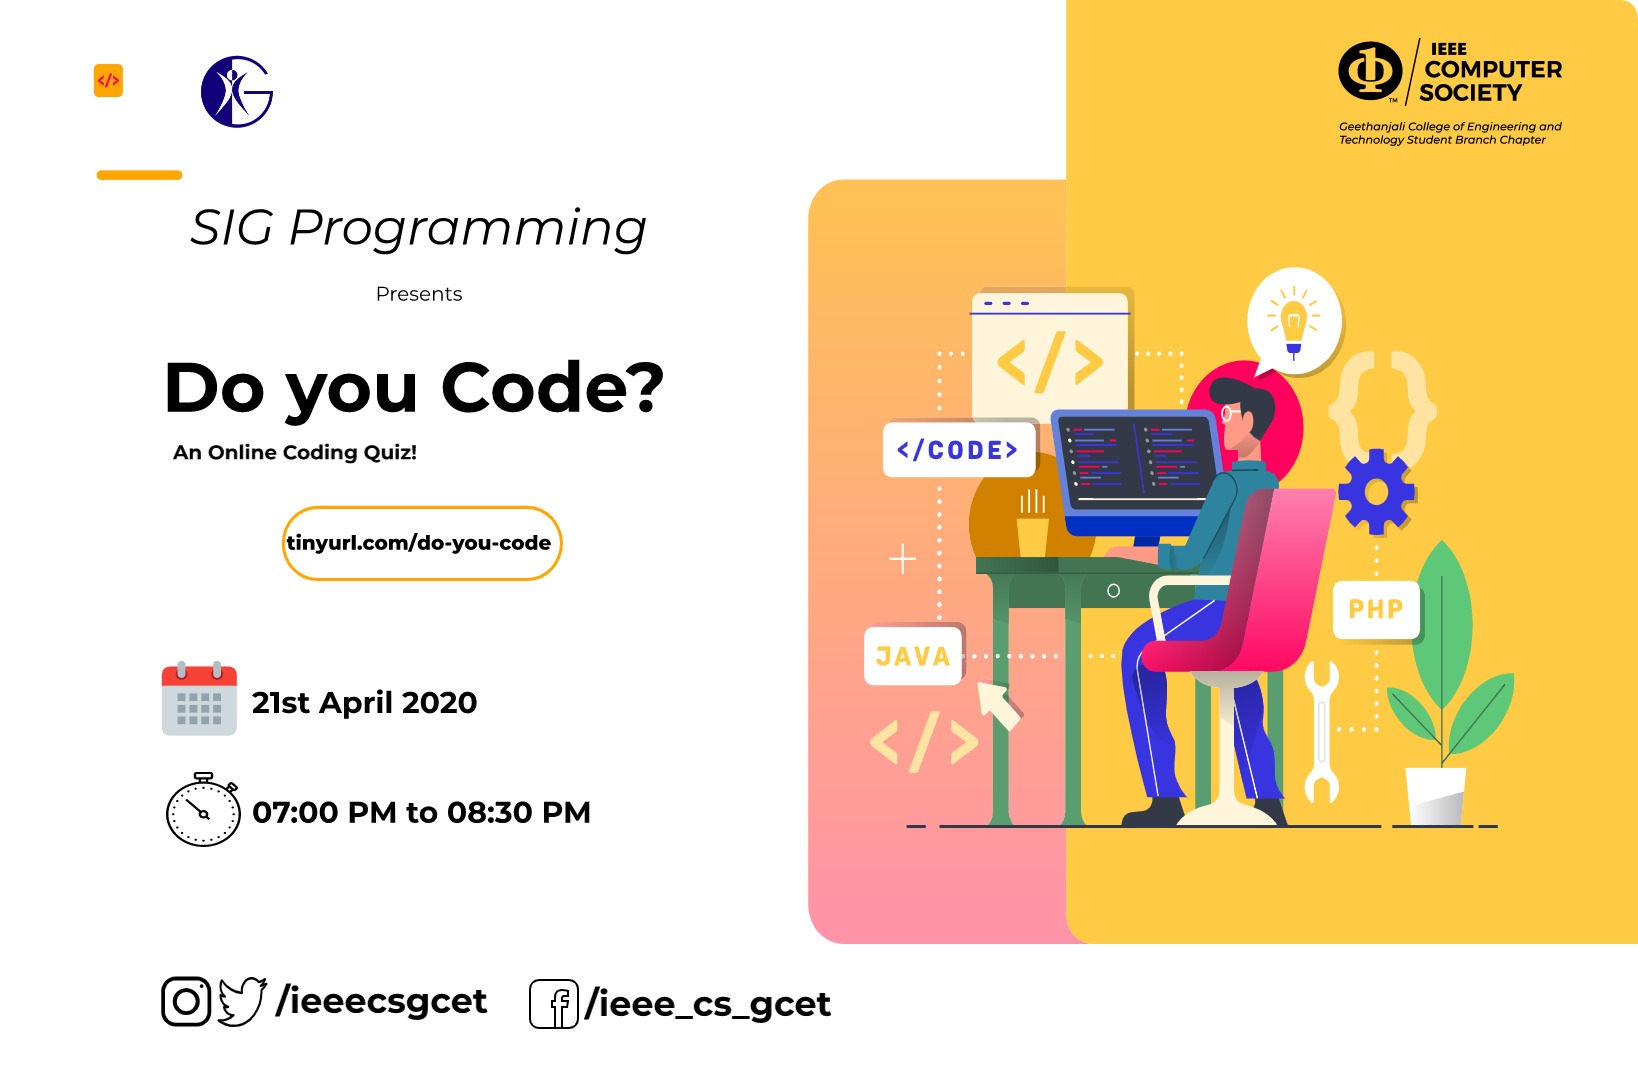 </>
IEEE
COMPUTER
SOCIETY
TM
Geethanjali College of Engineering and
Technology Student Branch Chapter
SIG Programming
Presents
Do you Code?
An Online Coding Quiz!
tinyurl.com/do-you-code
21st April 2020
07:00 PM to 08:30 PM
</>
</CODE>
{}
PHP
JAVA
</>
/ieeecsgcet
/ieee_cs_gcet